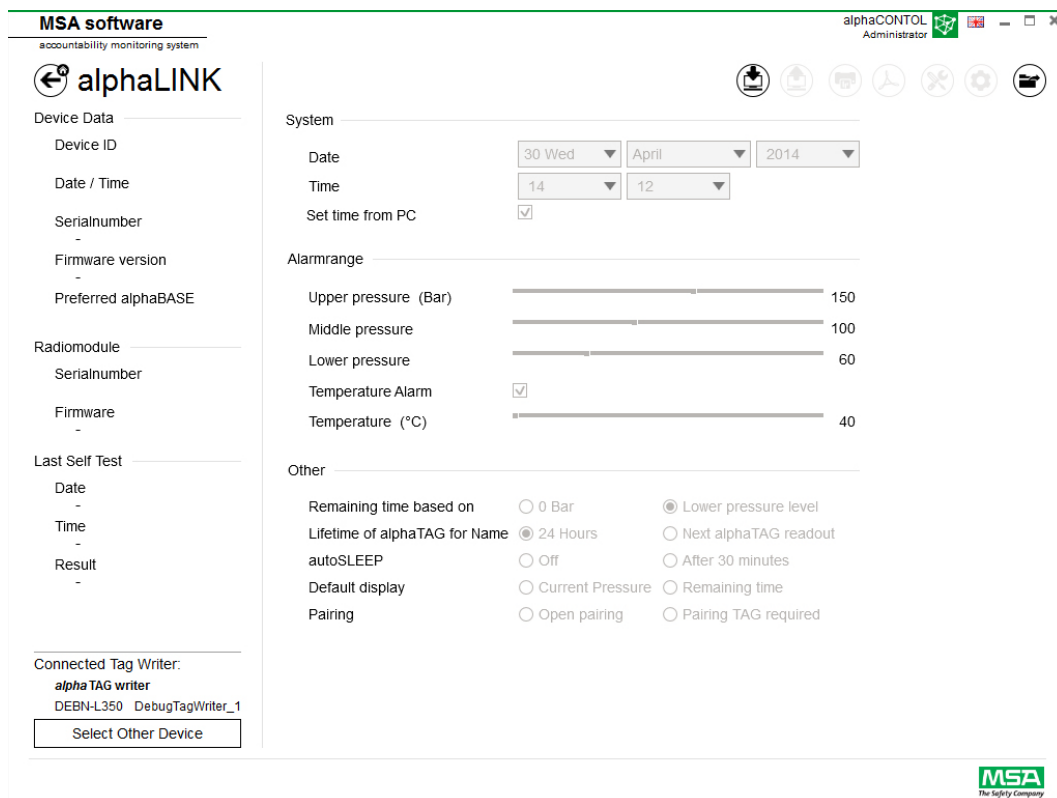 MSA software
accountability monitoring system
alphaCONTOL
Administrator
alphaLINK
Device Data
Device ID
Date / Time
Serialnumber
-
Firmware version
-
Preferred alphaBASE
Radiomodule
Serialnumber
Firmware
-
Last Self Test
Date
-
Time
-
Result
-
Connected Tag Writer:
alpha TAG writer
DEBN-L350 DebugTagWriter_1
Select Other Device
System
Date 30 Wed April 2014
Time 14 12
Set time from PC
Alarmrange
Upper pressure (Bar) 150
Middle pressure 100
Lower pressure 60
Temperature Alarm
Temperature (°C) 40
Other
Remaining time based on 0 Bar Lower pressure level
Lifetime of alphaTAG for Name 24 Hours Next alphaTAG readout
autoSLEEP Off After 30 minutes
Default display Current Pressure Remaining time
Pairing Open pairing Pairing TAG required
MSA
The Safety Company